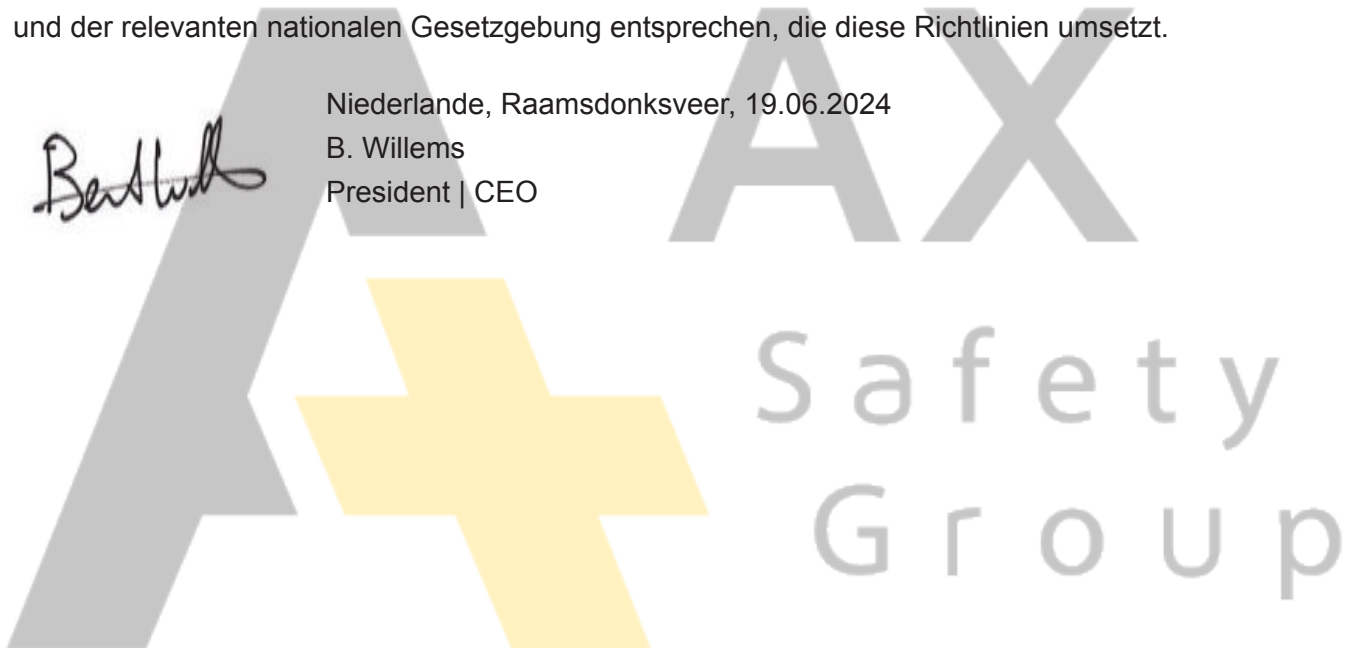 und der relevanten nationalen Gesetzgebung entsprechen, die diese Richtlinien umsetzt.
Niederlande, Raamsdonksveer, 19.06.2024
B. Willems
President | CEO
AX
Safety
Group